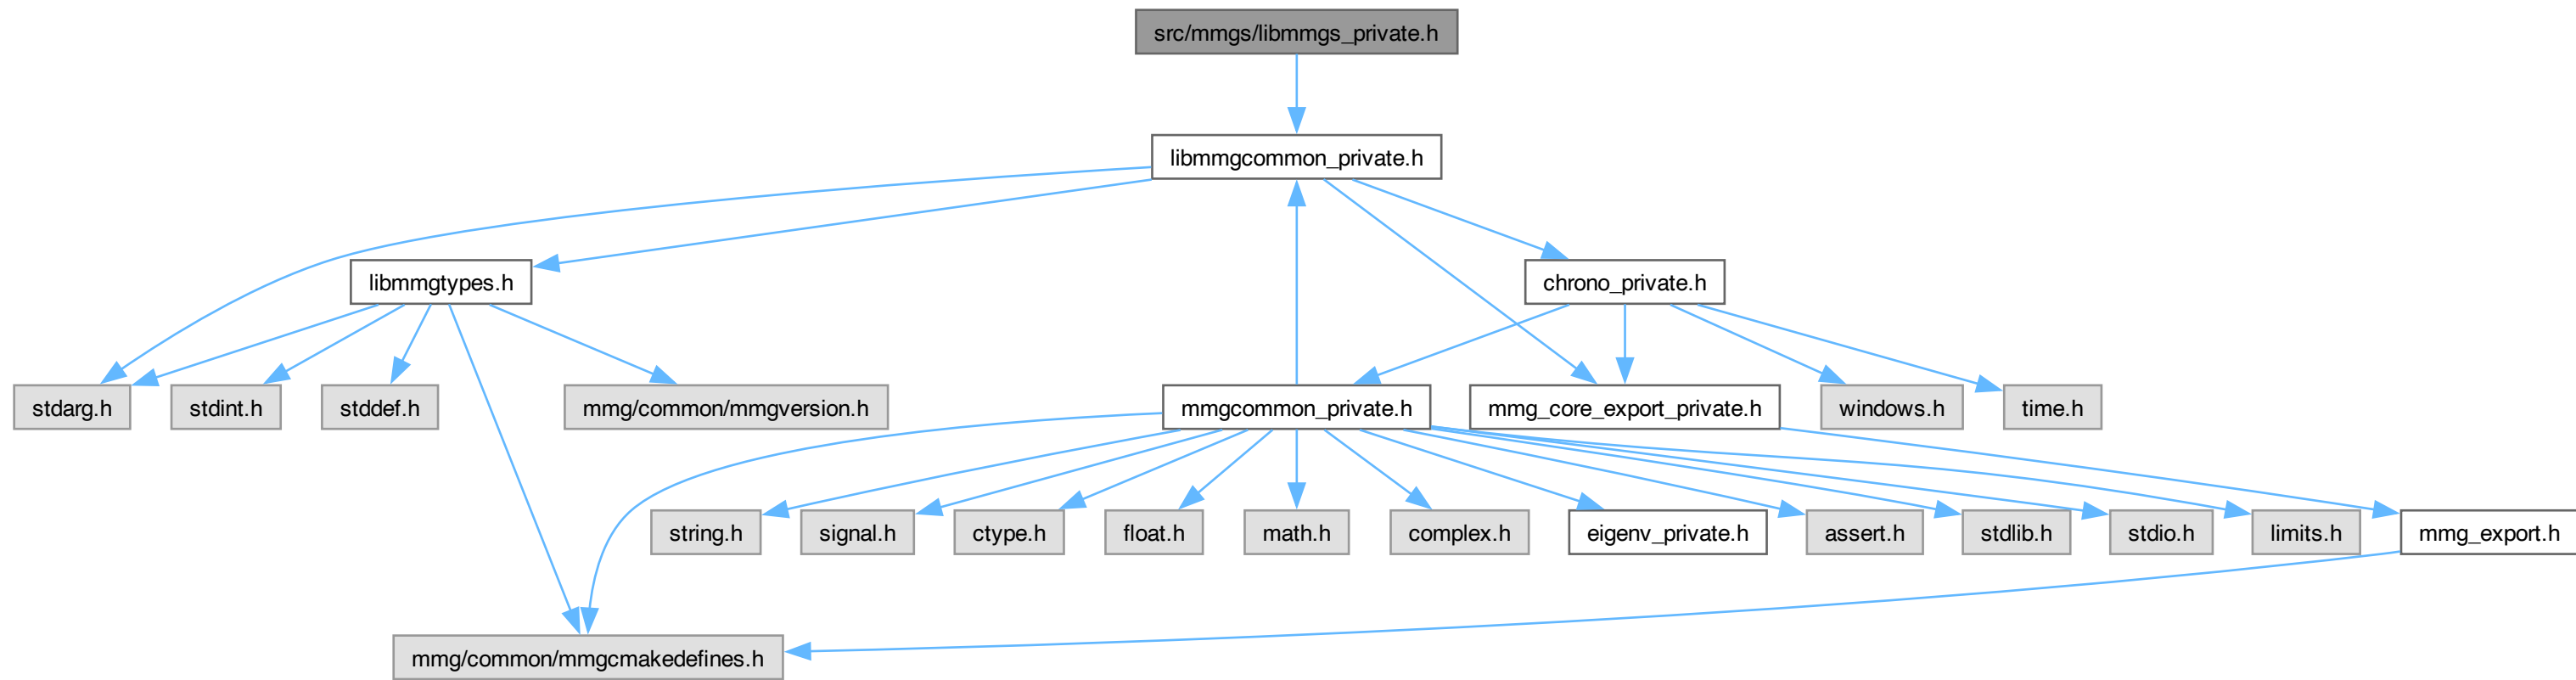 src/mmgs/libmmgs_private.h
libmmgcommon_private.h
libmmgtypes.h
chrono_private.h
stdarg.h
stdint.h
stddef.h
mmg/common/mmgversion.h
mmgcommon_private.h
mmg_core_export_private.h
windows.h
time.h
string.h
signal.h
ctype.h
float.h
math.h
complex.h
eigenv_private.h
assert.h
stdlib.h
stdio.h
limits.h
mmg_export.h
mmg/common/mmgcmakedefines.h